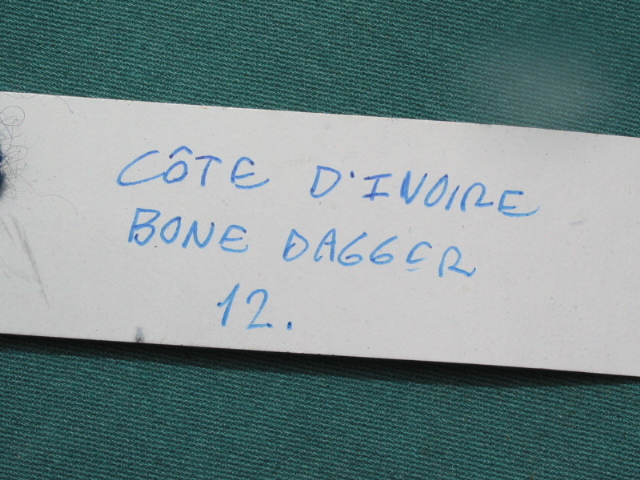 CÔTE D'IVOIRE
BONE DAGGER
12.